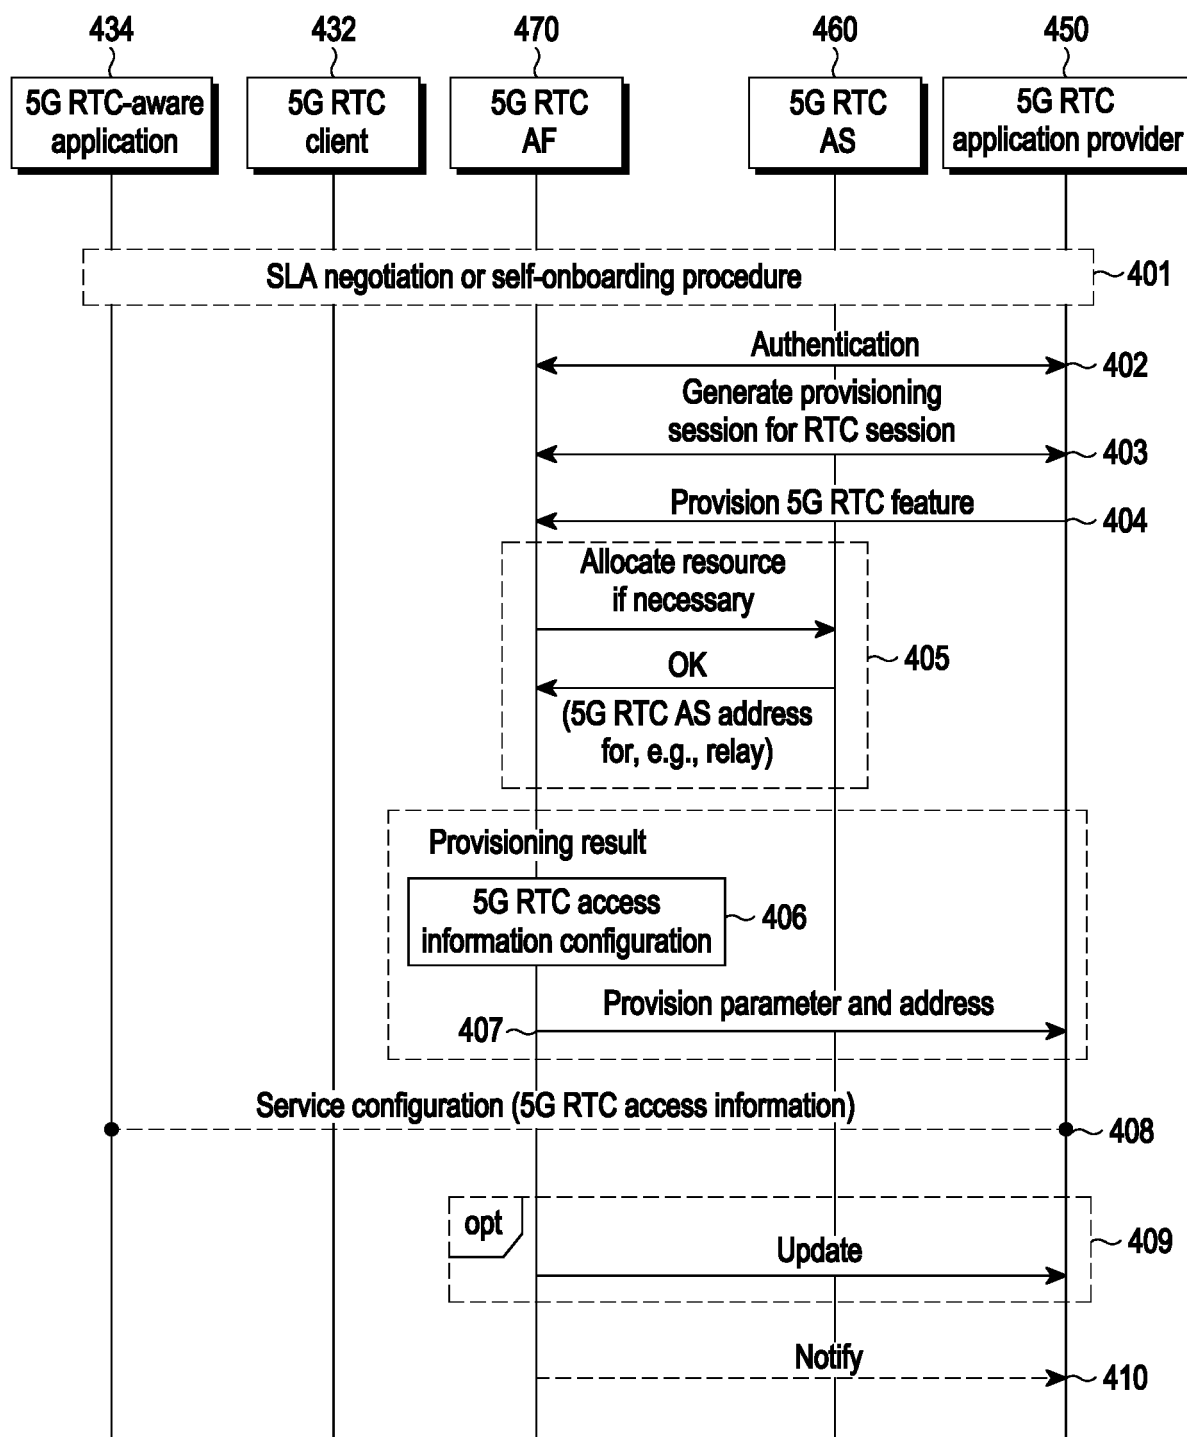 434 432 470 460 450
5G RTC-aware
application
5G RTC
client
5G RTC
AF
5G RTC
AS
5G RTC
application provider
SLA negotiation or self-onboarding procedure
401
Authentication
402
Generate provisioning
session for RTC session
403
Provision 5G RTC feature
404
Allocate resource
if necessary
405
OK
(5G RTC AS address
for, e.g., relay)
Provisioning result
5G RTC access
information configuration
406
Provision parameter and address
407
Service configuration (5G RTC access information)
408
opt
Update
409
Notify
410